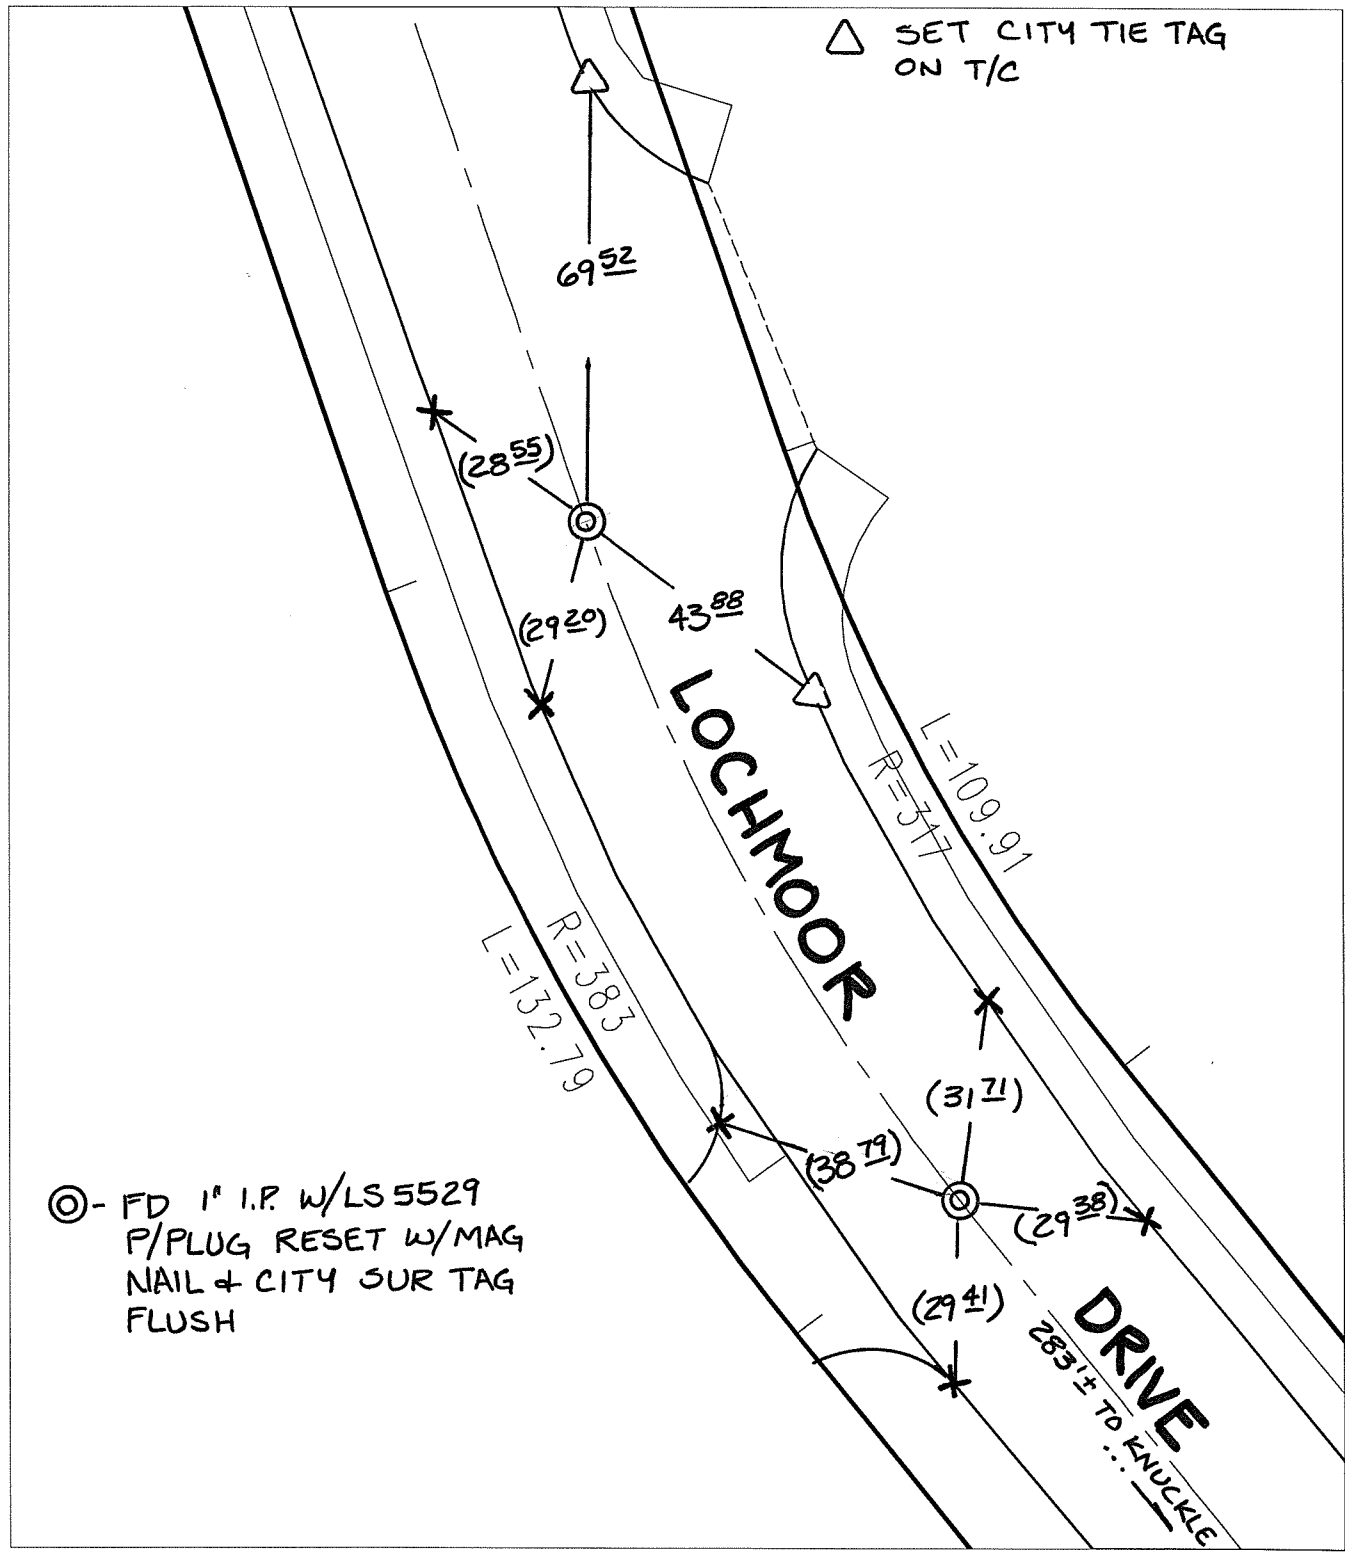 SET CITY TIE TAG
ON T/C
69 52
(28 55)
(29 20)
43 88
LOCHMOOR
L=109.91
R=317
R=383
L=132.79
(31 71)
(38 79)
(29 38)
(29 41)
DRIVE
283'± TO KNUCKLE
- FD 1" I.P. W/LS 5529
P/PLUG RESET W/MAG
NAIL & CITY SUR TAG
FLUSH